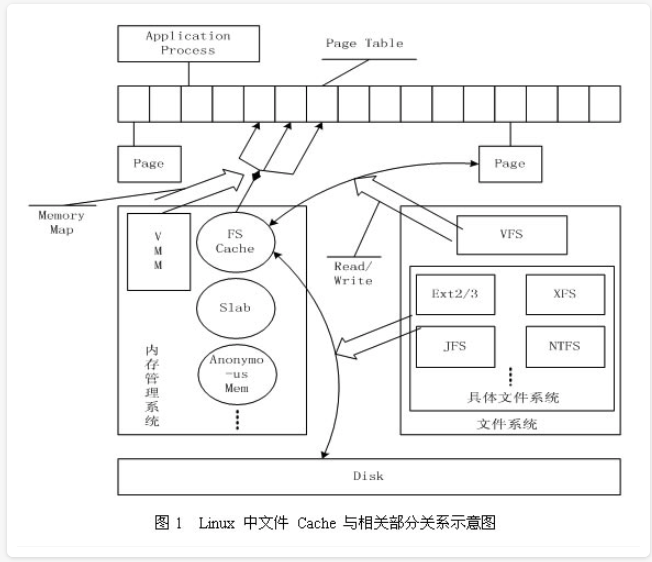 Application
Process
Page Table
Page
Page
Memory
Map
V
M
M
FS
Cache
Slab
Anonymo
-us
Mem
内
存
管
理
系
统
Read/
Write
VFS
Ext2/3
XFS
JFS
NTFS
具体文件系统
文件系统
Disk
图 1 Linux 中文件 Cache 与相关部分关系示意图